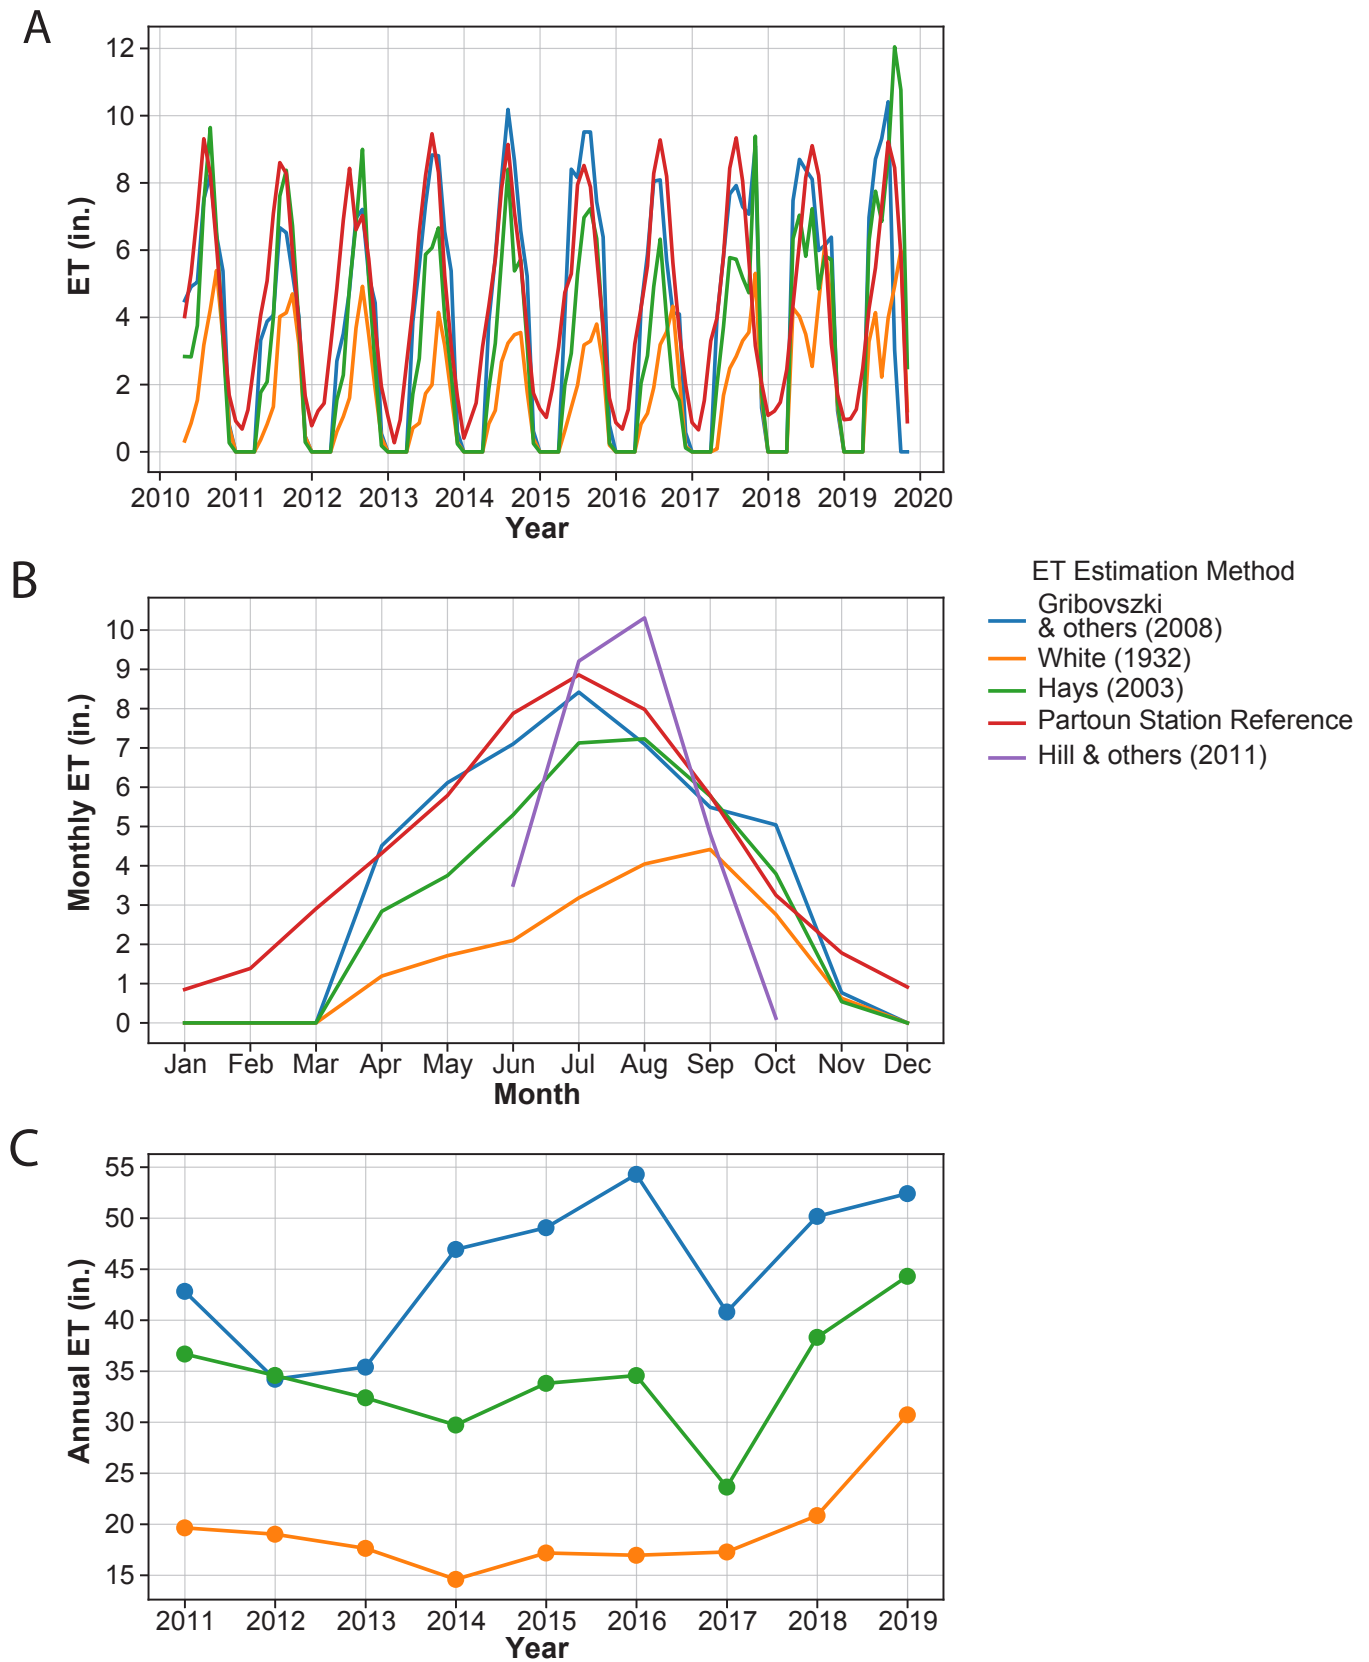 A
12
10
8
6
4
2
0
ET (in.)
2010 2011 2012 2013 2014 2015 2016 2017 2018 2019 2020
Year
B
10
9
8
7
6
5
4
3
2
1
0
Monthly ET (in.)
Jan Feb Mar Apr May Jun Jul Aug Sep Oct Nov Dec
Month
ET Estimation Method
Gribovszki
& others (2008)
White (1932)
Hays (2003)
Partoun Station Reference
Hill & others (2011)
C
55
50
45
40
35
30
25
20
15
Annual ET (in.)
2011 2012 2013 2014 2015 2016 2017 2018 2019
Year